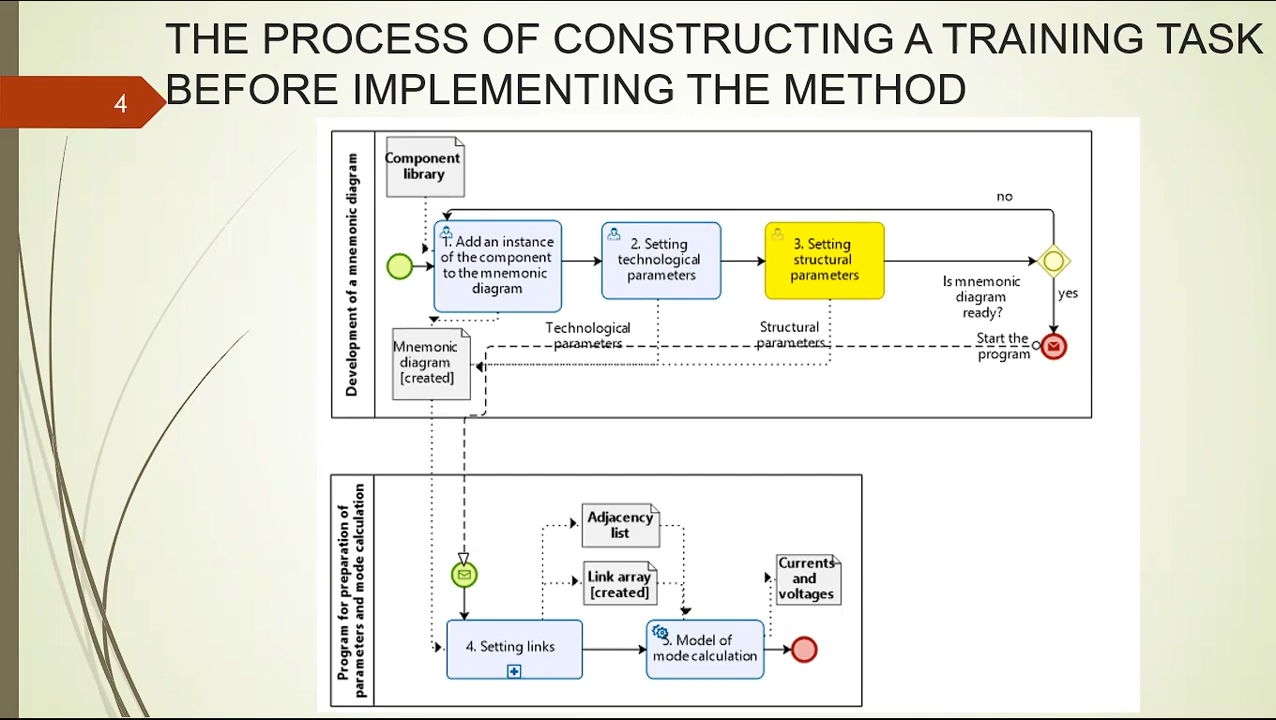 THE PROCESS OF CONSTRUCTING A TRAINING TASK
BEFORE IMPLEMENTING THE METHOD
4
Development of a mnemonic diagram
Component
library
no
1. Add an instance
of the component
to the mnemonic
diagram
2. Setting
technological
parameters
3. Setting
structural
parameters
Is mnemonic
diagram
ready?
yes
Technological
parameters
Structural
parameters
Start the
program
Mnemonic
diagram
[created]
Program for preparation of
parameters and mode calculation
Adjacency
list
Link array
[created]
Currents
and
voltages
4. Setting links
5. Model of
mode calculation